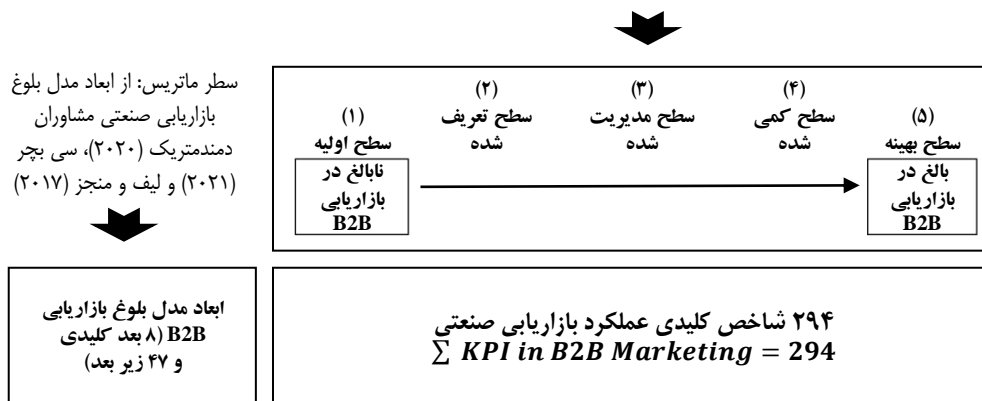 سطر ماتریس: از ابعاد مدل بلوغ
بازاریابی صنعتی مشاوران
دمندمتریک (۲۰۲۰)، سی بچر
(۲۰۲۱) و لیف و منجز (۲۰۱۷)
(۱)
سطح اولیه
(۲)
سطح تعریف
شده
(۳)
سطح مدیریت
شده
(۴)
سطح کمی
شده
(۵)
سطح بهینه
نابالغ در
بازاریابی
B2B
بالغ در
بازاریابی
B2B
ابعاد مدل بلوغ بازاریابی
B2B (۸ بعد کلیدی
و ۴۷ زیر بعد)
۲۹۴ شاخص کلیدی عملکرد بازاریابی صنعتی
∑ KPI in B2B Marketing = 294